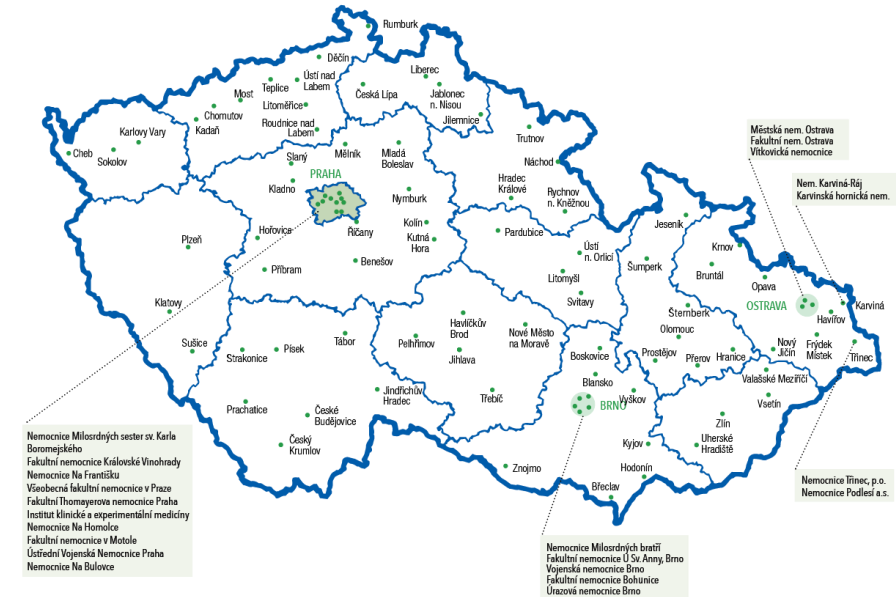 Rumburk
Děčín
Ústí nad
Labem
Teplice
Most
Litoměřice
Chomutov
Kadaň
Roudnice nad
Labem
Liberec
Česká Lípa
Jablonec
n. Nisou
Jilemnice
Karlovy Vary
Cheb
Sokolov
Slaný
Mělník
Mladá
Boleslav
PRAHA
Kladno
Nymburk
Hořovice
Říčany
Kolín
Kutná
Hora
Příbram
Benešov
Trutnov
Náchod
Hradec
Králové
Rychnov
n. Kněžnou
Pardubice
Ústí
n. Orlicí
Litomyšl
Svitavy
Městská nem. Ostrava
Fakultní nem. Ostrava
Vítkovická nemocnice
Nem. Karviná-Ráj
Karvinská hornická nem.
Jeseník
Šumperk
Krnov
Bruntál
Opava
OSTRAVA
Karviná
Havířov
Šternberk
Olomouc
Prostějov
Přerov
Hranice
Nový
Jičín
Frýdek
Místek
Třinec
Valašské Meziříčí
Vsetín
Zlín
Uherské
Hradiště
Plzeň
Klatovy
Sušice
Strakonice
Písek
Tábor
Prachatice
České
Budějovice
Český
Krumlov
Jindřichův
Hradec
Pelhřimov
Havlíčkův
Brod
Jihlava
Nové Město
na Moravě
Třebíč
Boskovice
Blansko
Vyškov
BRNO
Kyjov
Hodonín
Břeclav
Znojmo
Nemocnice Milosrdných sester sv. Karla
Boromejského
Fakultní nemocnice Královské Vinohrady
Nemocnice Na Františku
Všeobecná fakultní nemocnice v Praze
Fakultní Thomayerova nemocnice Praha
Institut klinické a experimentální medicíny
Nemocnice Na Homolce
Fakultní nemocnice v Motole
Ústřední Vojenská Nemocnice Praha
Nemocnice Na Bulovce
Nemocnice Třinec, p.o.
Nemocnice Podlesí a.s.
Nemocnice Milosrdných bratří
Fakultní nemocnice U Sv. Anny, Brno
Vojenská nemocnice Brno
Fakultní nemocnice Bohunice
Úrazová nemocnice Brno